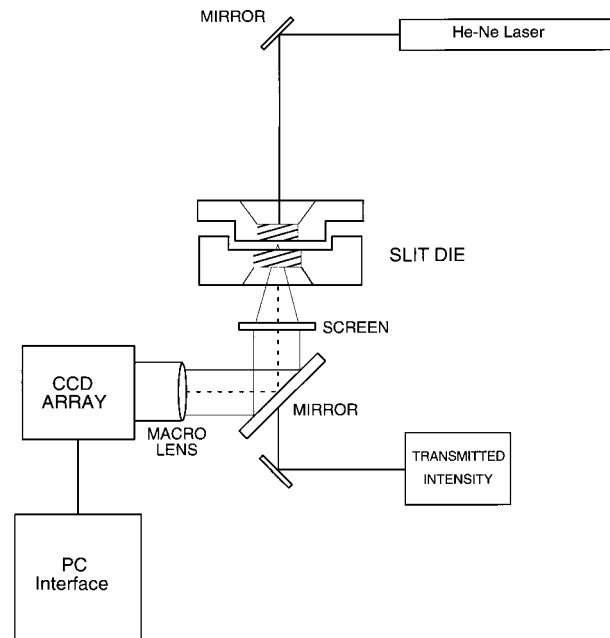 MIRROR
He-Ne Laser
SLIT DIE
SCREEN
CCD
ARRAY
MIRROR
MACRO
LENS
TRANSMITTED
INTENSITY
PC
Interface